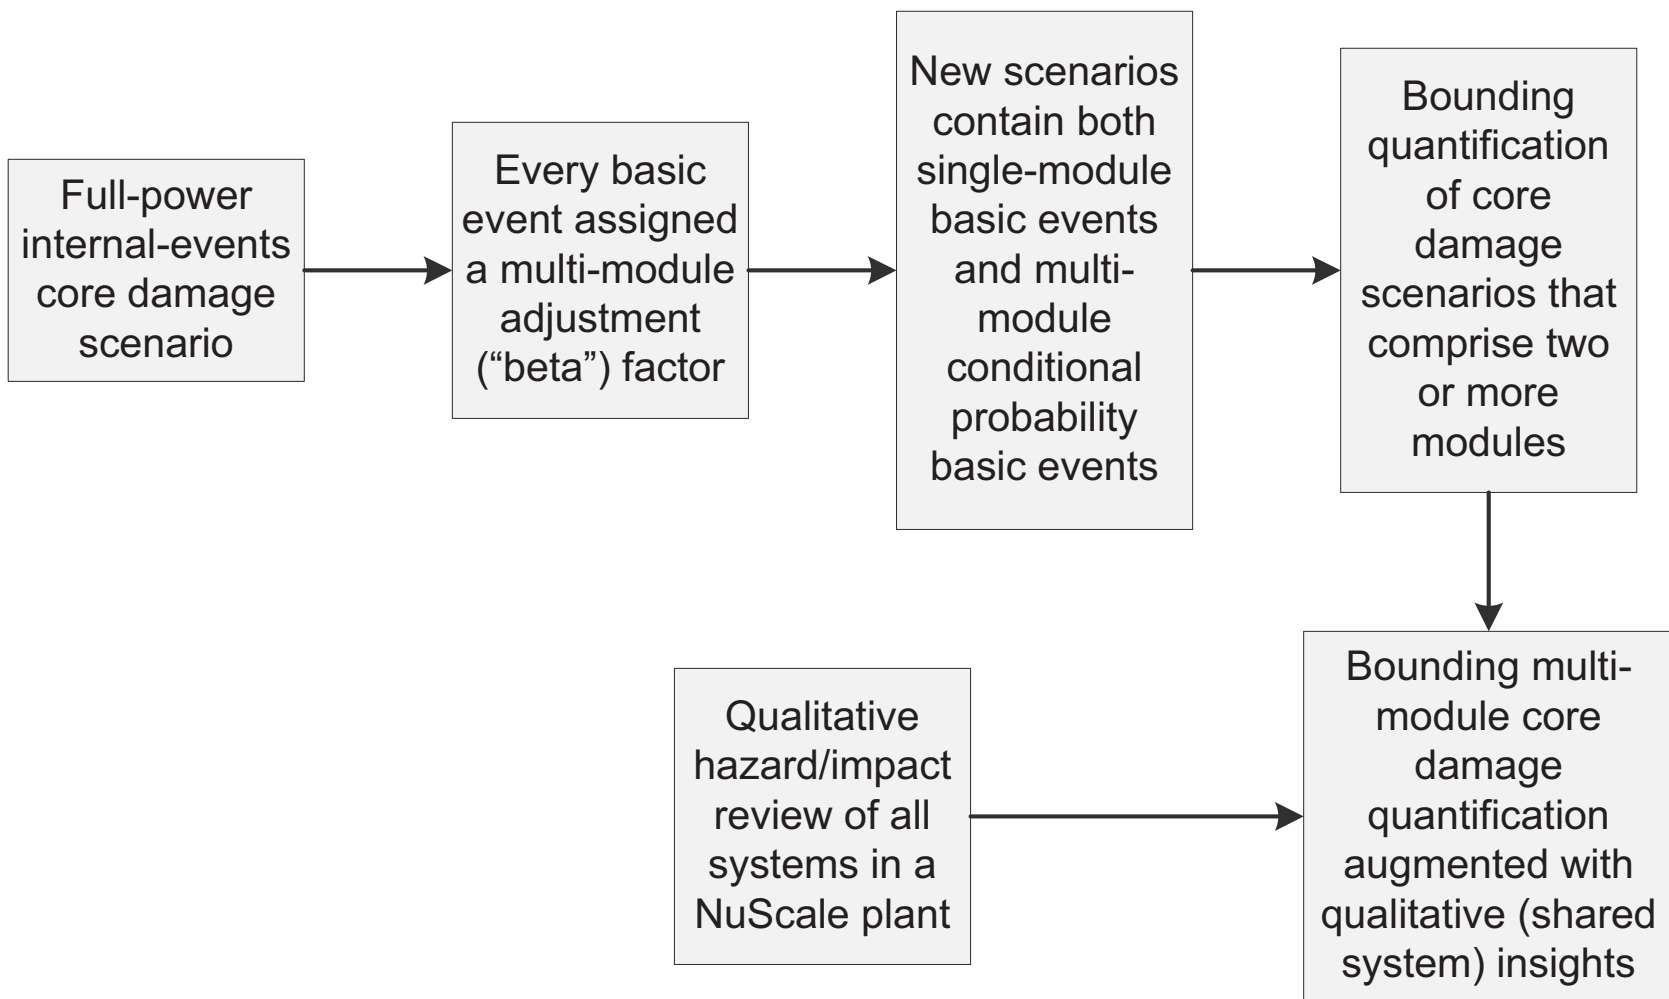 Full-power
internal-events
core damage
scenario
Every basic
event assigned
a multi-module
adjustment
(“beta”) factor
New scenarios
contain both
single-module
basic events
and multi-
module
conditional
probability
basic events
Bounding
quantification
of core
damage
scenarios that
comprise two
or more
modules
Qualitative
hazard/impact
review of all
systems in a
NuScale plant
Bounding multi-
module core
damage
quantification
augmented with
qualitative (shared
system) insights